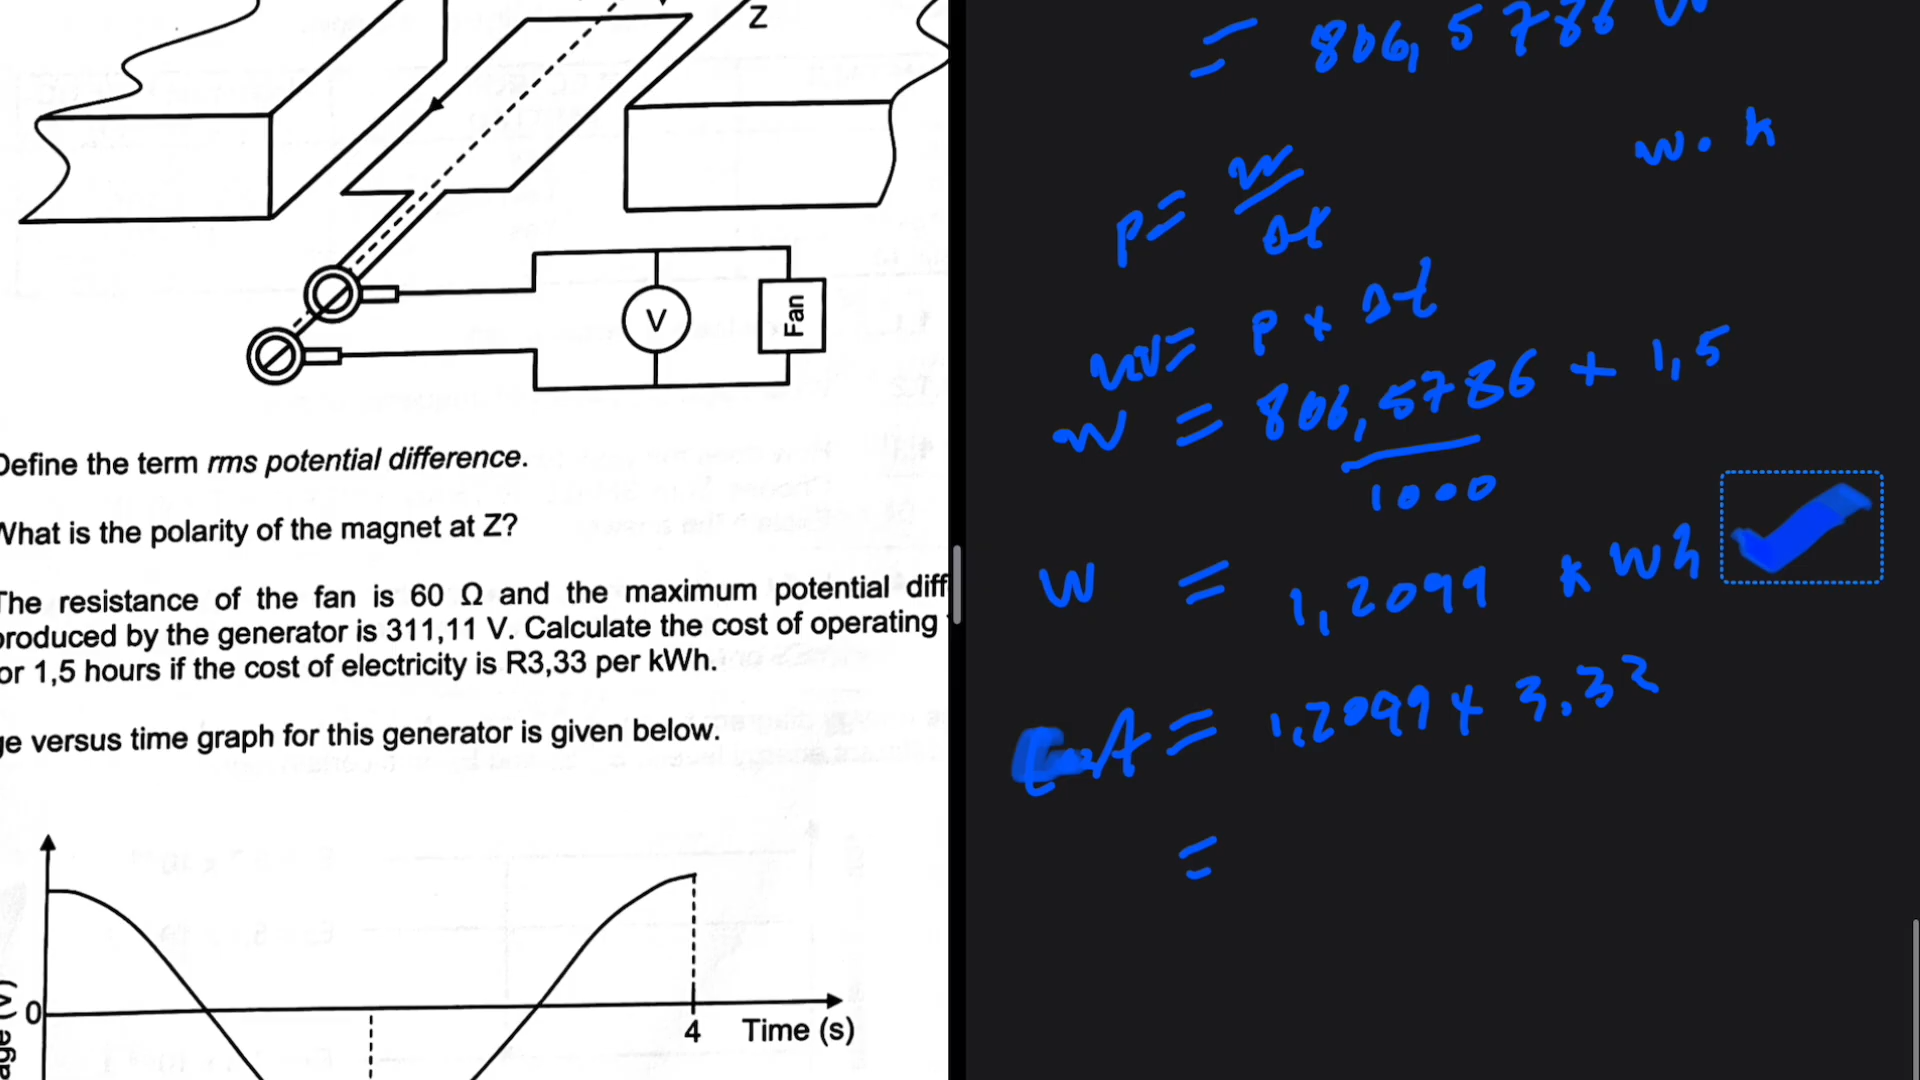 Z
V
Fan
Define the term rms potential difference.
What is the polarity of the magnet at Z?
The resistance of the fan is 60 Ω and the maximum potential diff
produced by the generator is 311,11 V. Calculate the cost of operating
or 1,5 hours if the cost of electricity is R3,33 per kWh.
ge versus time graph for this generator is given below.
0
4 Time (s)
age (V)
= 806,5786 W
W · h
P = W/Δt
W = P × Δt
W = 806,5786 × 1,5
1000
W = 1,2099 kWh
A = 1,2099 × 3,32
=